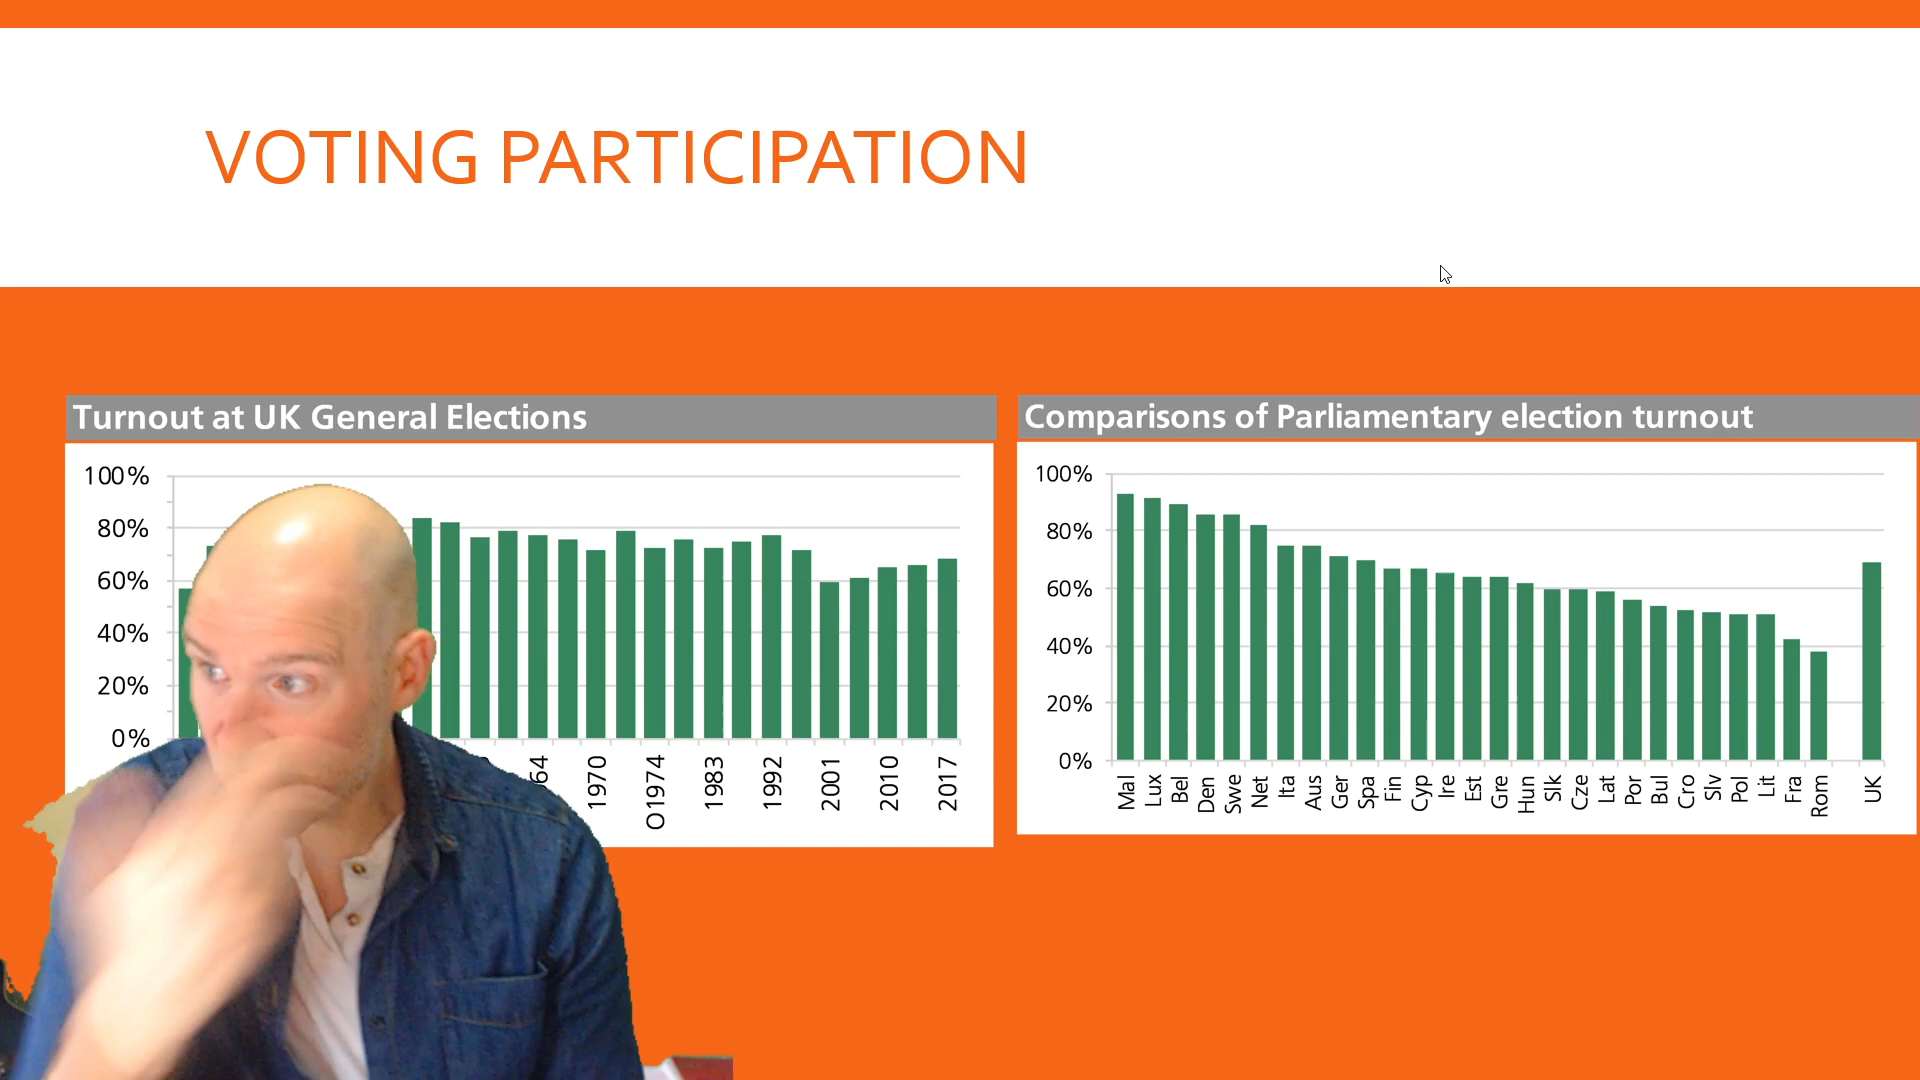 VOTING PARTICIPATION
Turnout at UK General Elections
100%
80%
60%
40%
20%
0%
64
1970
O1974
1983
1992
2001
2010
2017
Comparisons of Parliamentary election turnout
100%
80%
60%
40%
20%
0%
Mal
Lux
Bel
Den
Swe
Net
Ita
Aus
Ger
Spa
Fin
Cyp
Ire
Est
Gre
Hun
Slk
Cze
Lat
Por
Bul
Cro
Slv
Pol
Lit
Fra
Rom
UK